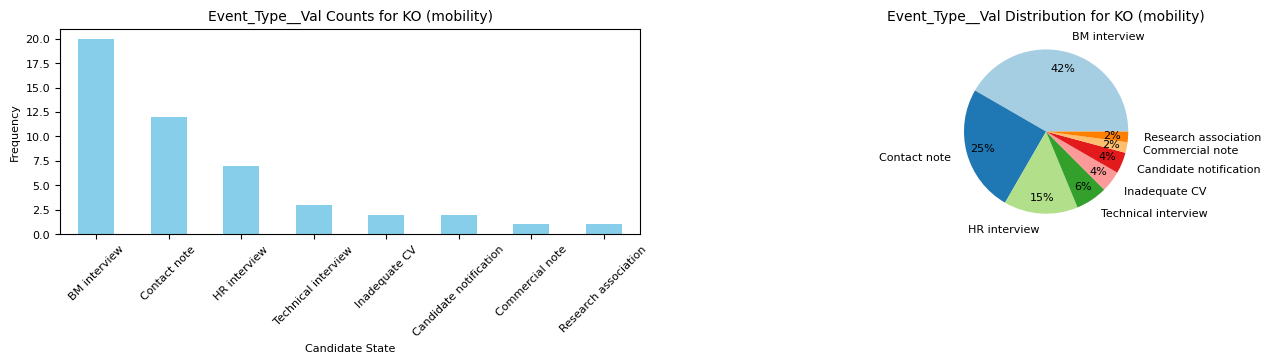 Event_Type__Val Counts for KO (mobility)
Frequency
20.0
17.5
15.0
12.5
10.0
7.5
5.0
2.5
0.0
BM interview
Contact note
HR interview
Technical interview
Inadequate CV
Candidate notification
Commercial note
Research association
Candidate State
Event_Type__Val Distribution for KO (mobility)
BM interview
42%
Contact note
25%
HR interview
15%
Technical interview
6%
Inadequate CV
4%
Candidate notification
4%
Commercial note
2%
Research association
2%